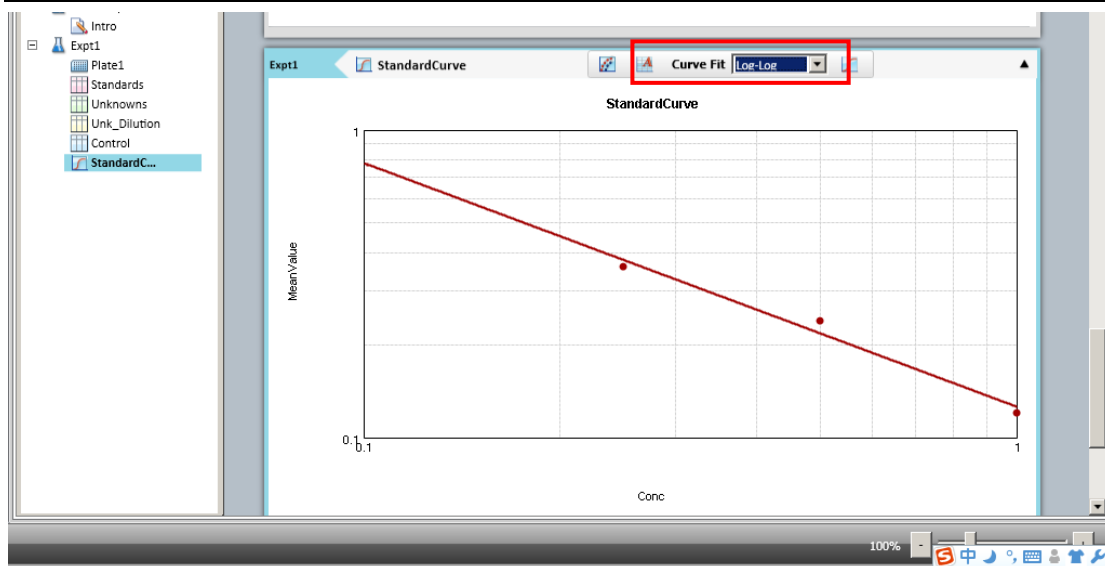 Intro
Expt1
Plate1
Standards
Unknowns
Unk_Dilution
Control
StandardC...
Expt1
StandardCurve
Curve Fit Log-Log
StandardCurve
1
MeanValue
0.1
0.1
1
Conc
100%
中